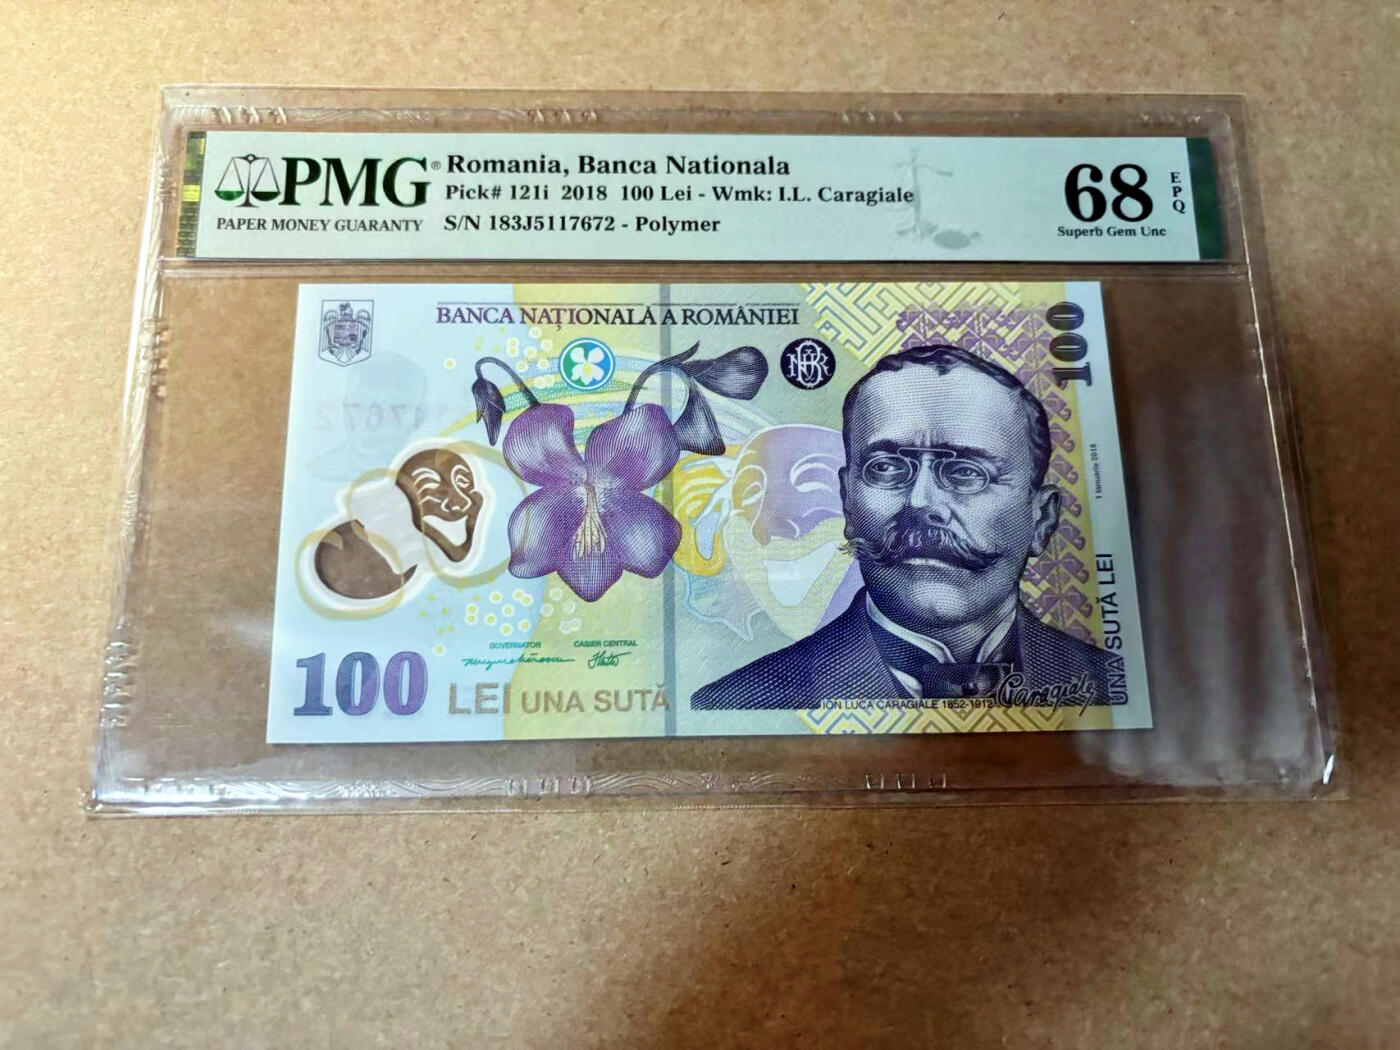 PMG®
PAPER MONEY GUARANTY
Romania, Banca Nationala
Pick# 121i 2018 100 Lei - Wmk: I.L. Caragiale
S/N 183J5117672 - Polymer
68
EPQ
Superb Gem Unc
BANCA NAȚIONALĂ A ROMÂNIEI
100
1 Ianuarie 2018
GUVERNATOR
CASIER CENTRAL
100 LEI UNA SUTĂ
ION LUCA CARAGIALE 1852-1912
Caragiale
UNA SUTĂ LEI